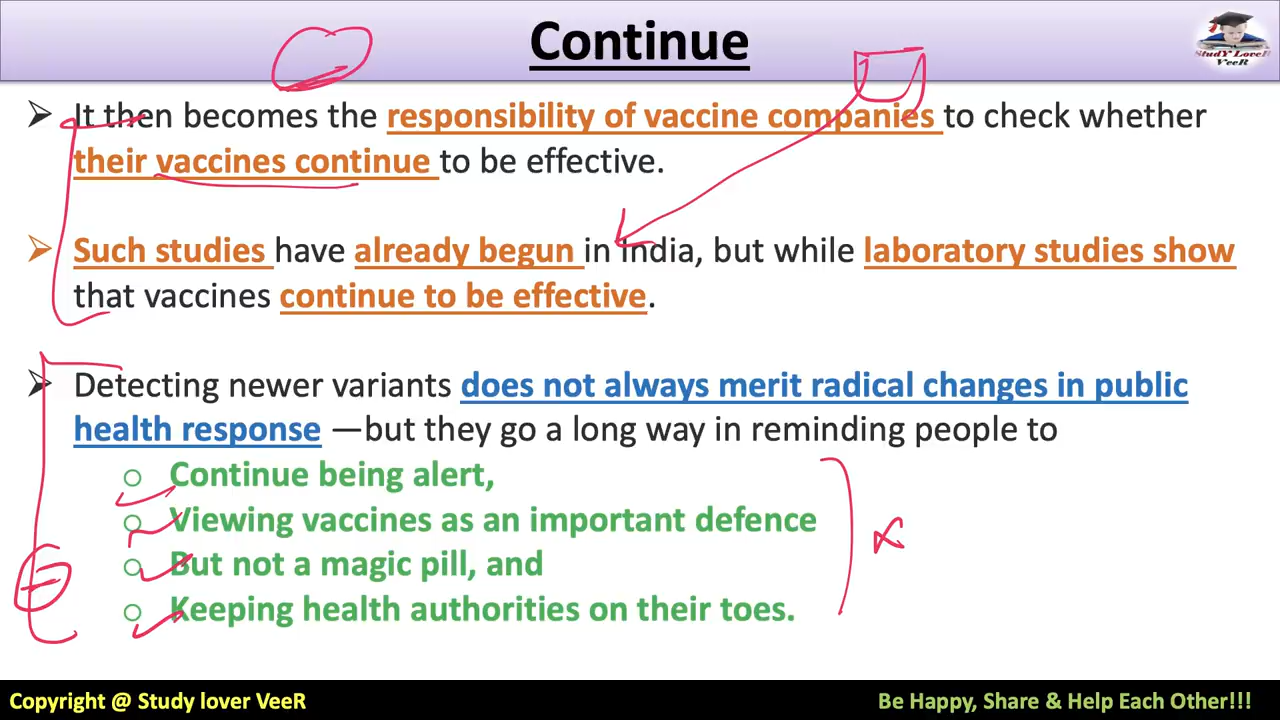 Continue
StudY LoveR
VeeR
It then becomes the responsibility of vaccine companies to check whether
their vaccines continue to be effective.
Such studies have already begun in India, but while laboratory studies show
that vaccines continue to be effective.
Detecting newer variants does not always merit radical changes in public
health response —but they go a long way in reminding people to
Continue being alert,
Viewing vaccines as an important defence
But not a magic pill, and
Keeping health authorities on their toes.
Copyright @ Study lover VeeR
Be Happy, Share & Help Each Other!!!